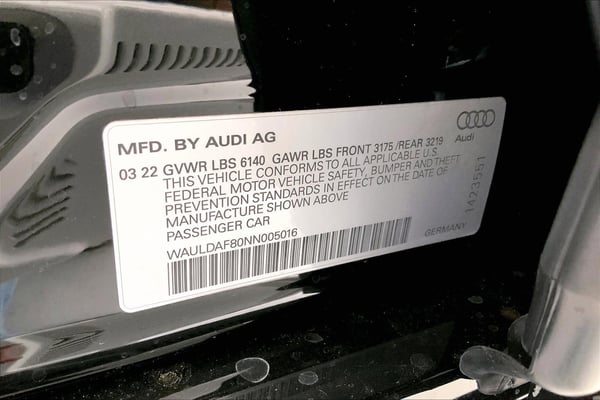 MFD. BY AUDI AG
Audi
03 22 GVWR LBS 6140 GAWR LBS FRONT 3175 /REAR 3219
THIS VEHICLE CONFORMS TO ALL APPLICABLE U.S.
FEDERAL MOTOR VEHICLE SAFETY, BUMPER AND THEFT
PREVENTION STANDARDS IN EFFECT ON THE DATE OF
MANUFACTURE SHOWN ABOVE
PASSENGER CAR
WAULDAF80NN005016
GERMANY
1423551